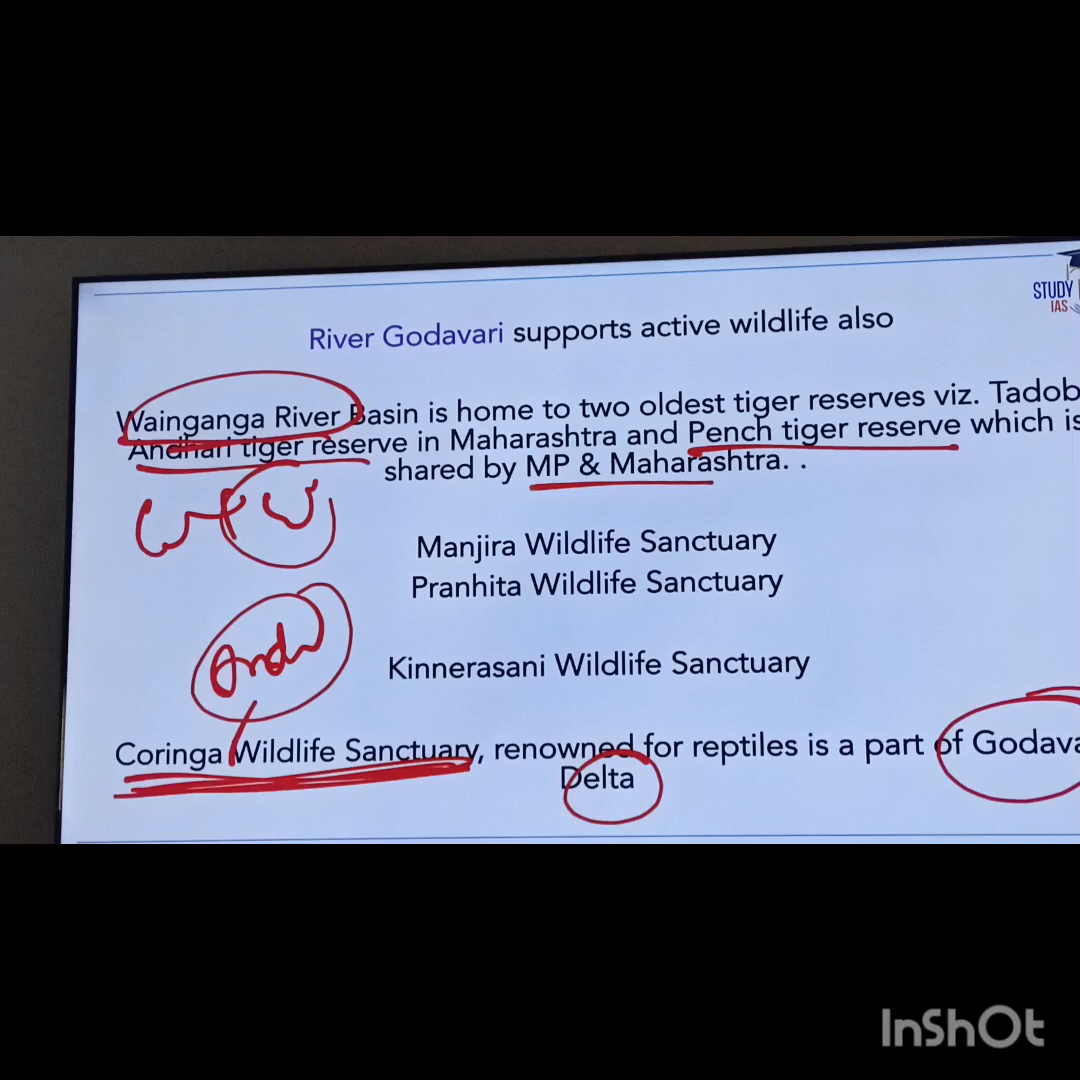 STUDY
IAS
River Godavari supports active wildlife also
Wainganga River Basin is home to two oldest tiger reserves viz. Tadob
Andhari tiger reserve in Maharashtra and Pench tiger reserve which is
shared by MP & Maharashtra. .
Manjira Wildlife Sanctuary
Pranhita Wildlife Sanctuary
Kinnerasani Wildlife Sanctuary
Coringa Wildlife Sanctuary, renowned for reptiles is a part of Godava
Delta
InShOt